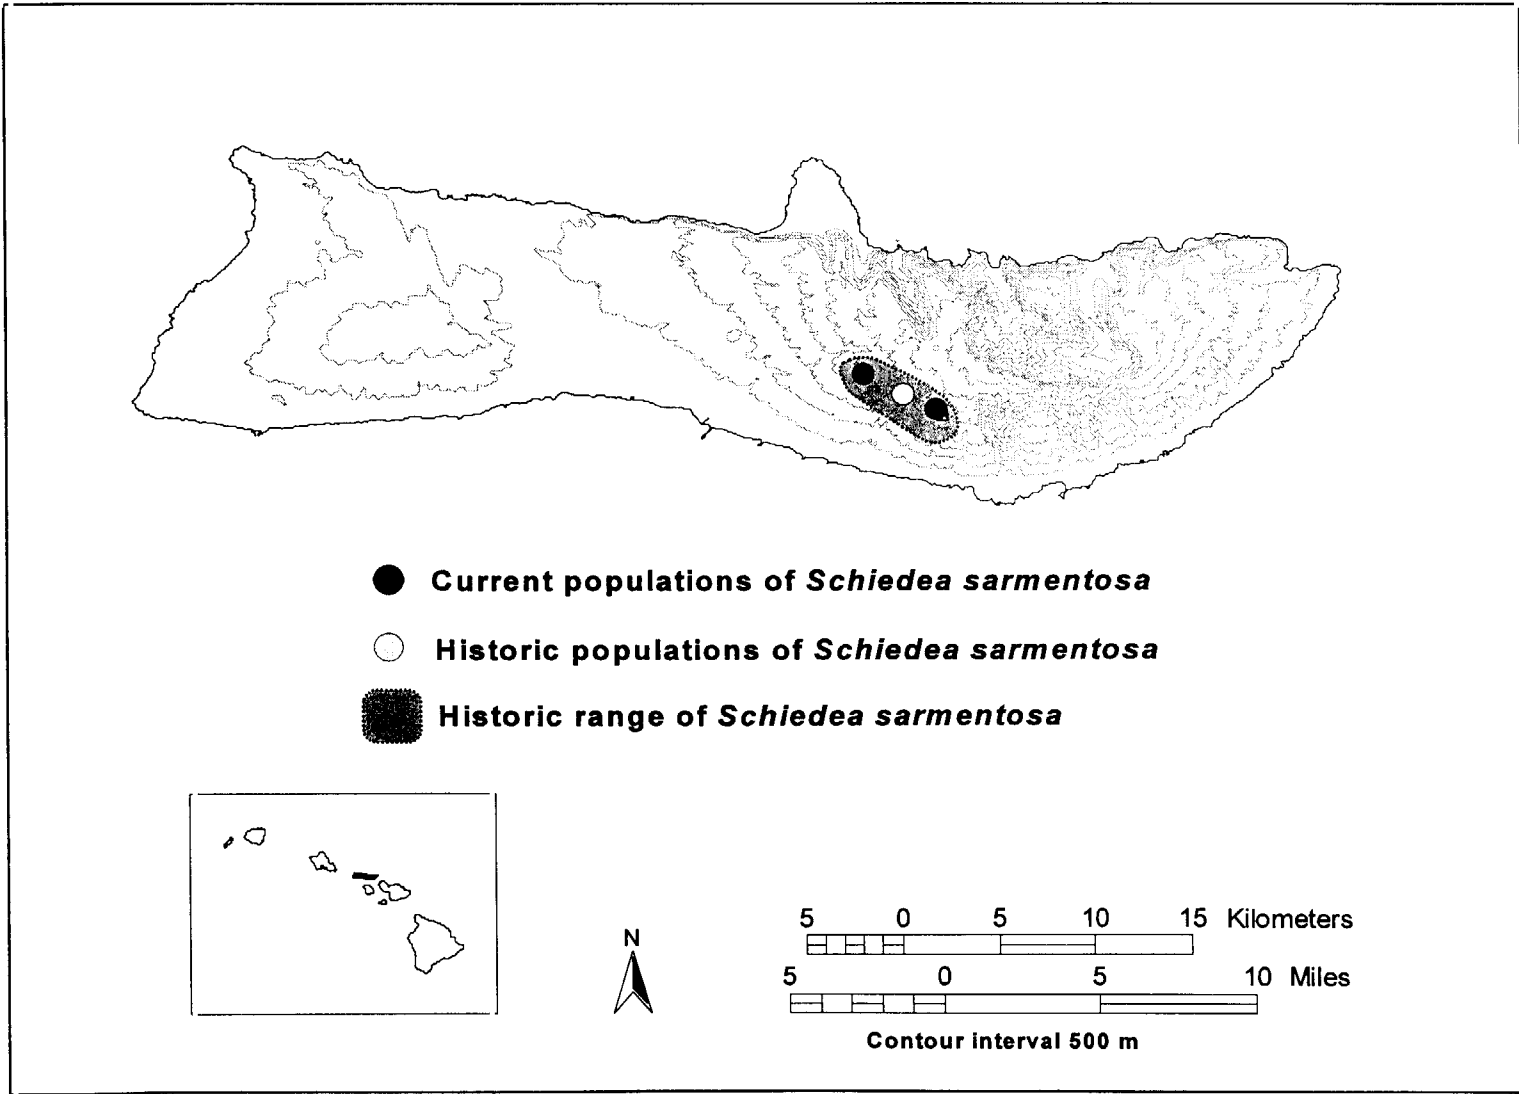 Current populations of Schiedea sarmentosa
Historic populations of Schiedea sarmentosa
Historic range of Schiedea sarmentosa
N
5 0 5 10 15 Kilometers
5 0 5 10 Miles
Contour interval 500 m